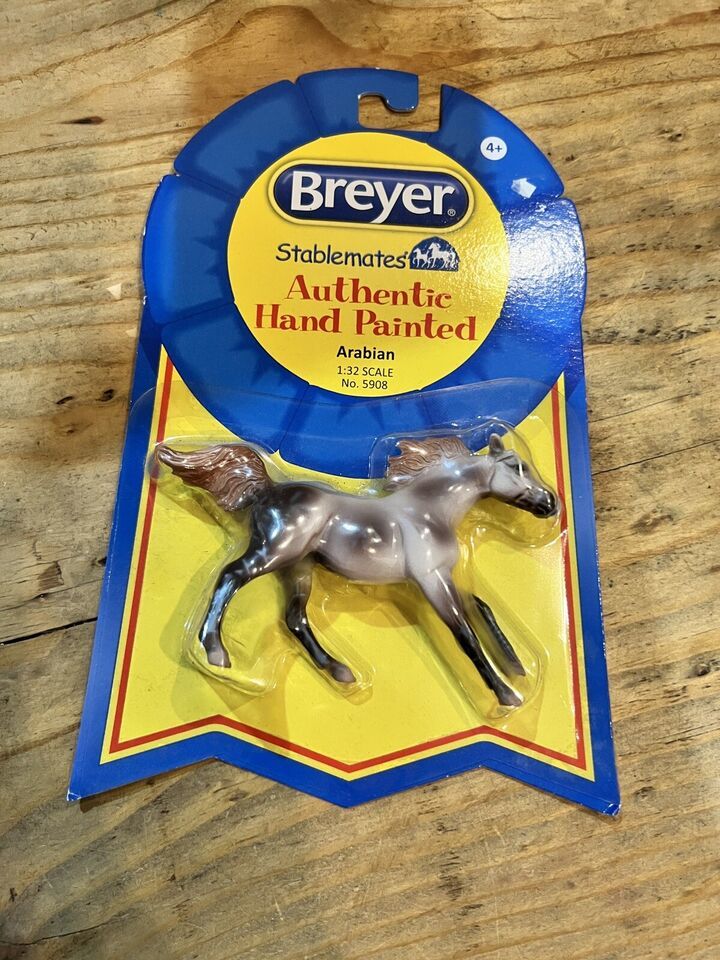 4+
Breyer®
Stablemates®
Authentic
Hand Painted
Arabian
1:32 SCALE
No. 5908